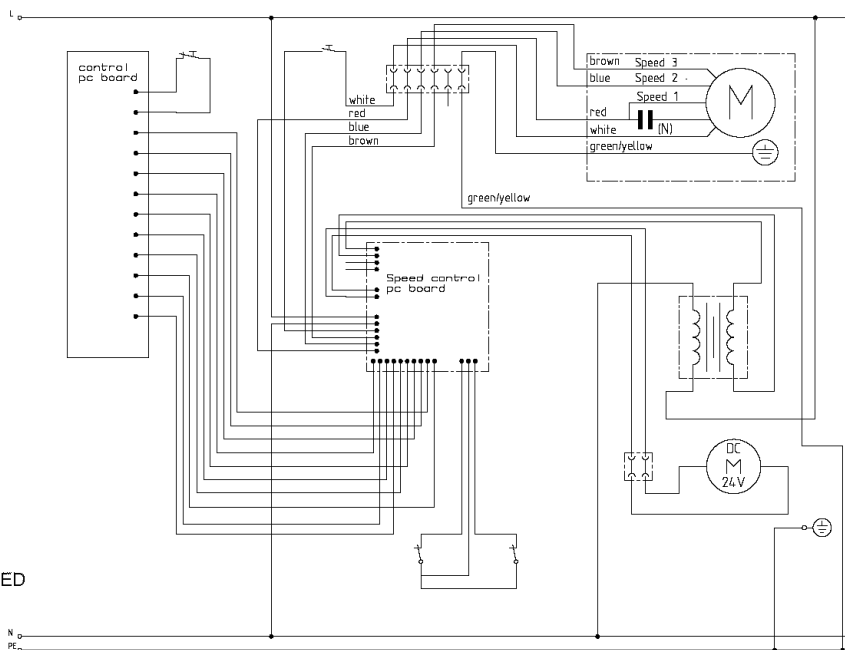 L
control
pc board
brown Speed 3
blue Speed 2
Speed 1
red
white (N)
green/yellow
M
white
red
blue
brown
green/yellow
Speed control
pc board
DC
M
24V
ED
N
PE